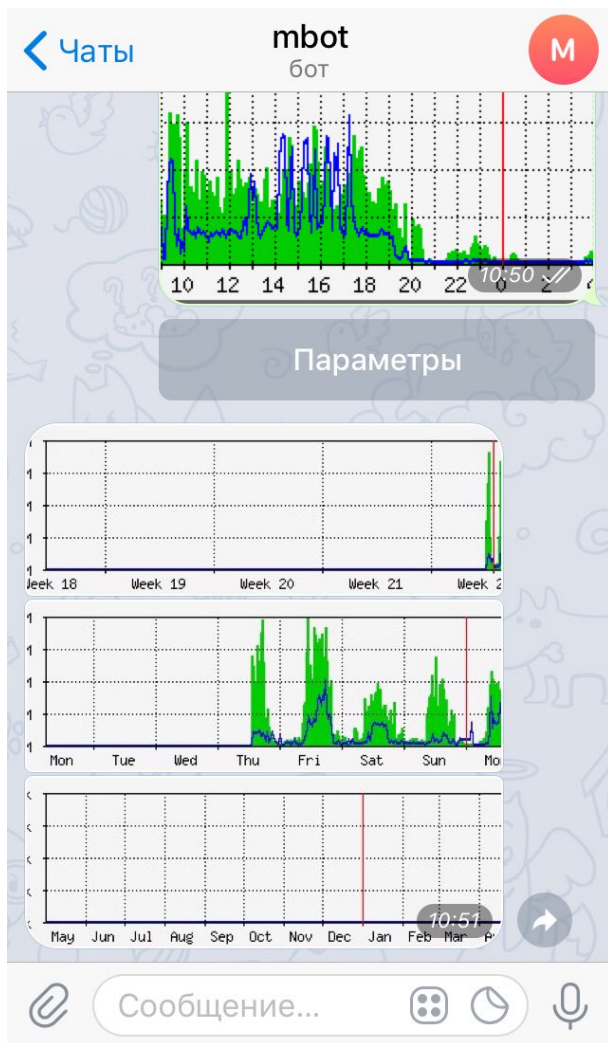 Чаты
mbot
бот
M
10 12 14 16 18 20 22 0 2
10:50
Параметры
Week 19 Week 20 Week 21 Week
Mon Tue Wed Thu Fri Sat Sun
May Jun Jul Aug Sep Oct Nov Dec Jan Feb Mar
10:51
Сообщение...